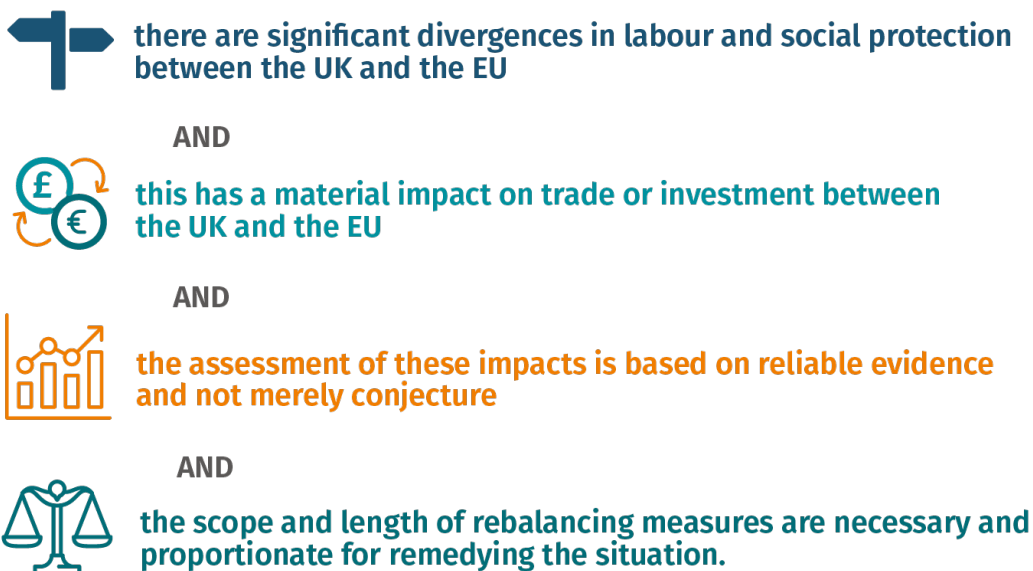 there are significant divergences in labour and social protection
between the UK and the EU
AND
£
€
this has a material impact on trade or investment between
the UK and the EU
AND
the assessment of these impacts is based on reliable evidence
and not merely conjecture
AND
the scope and length of rebalancing measures are necessary and
proportionate for remedying the situation.